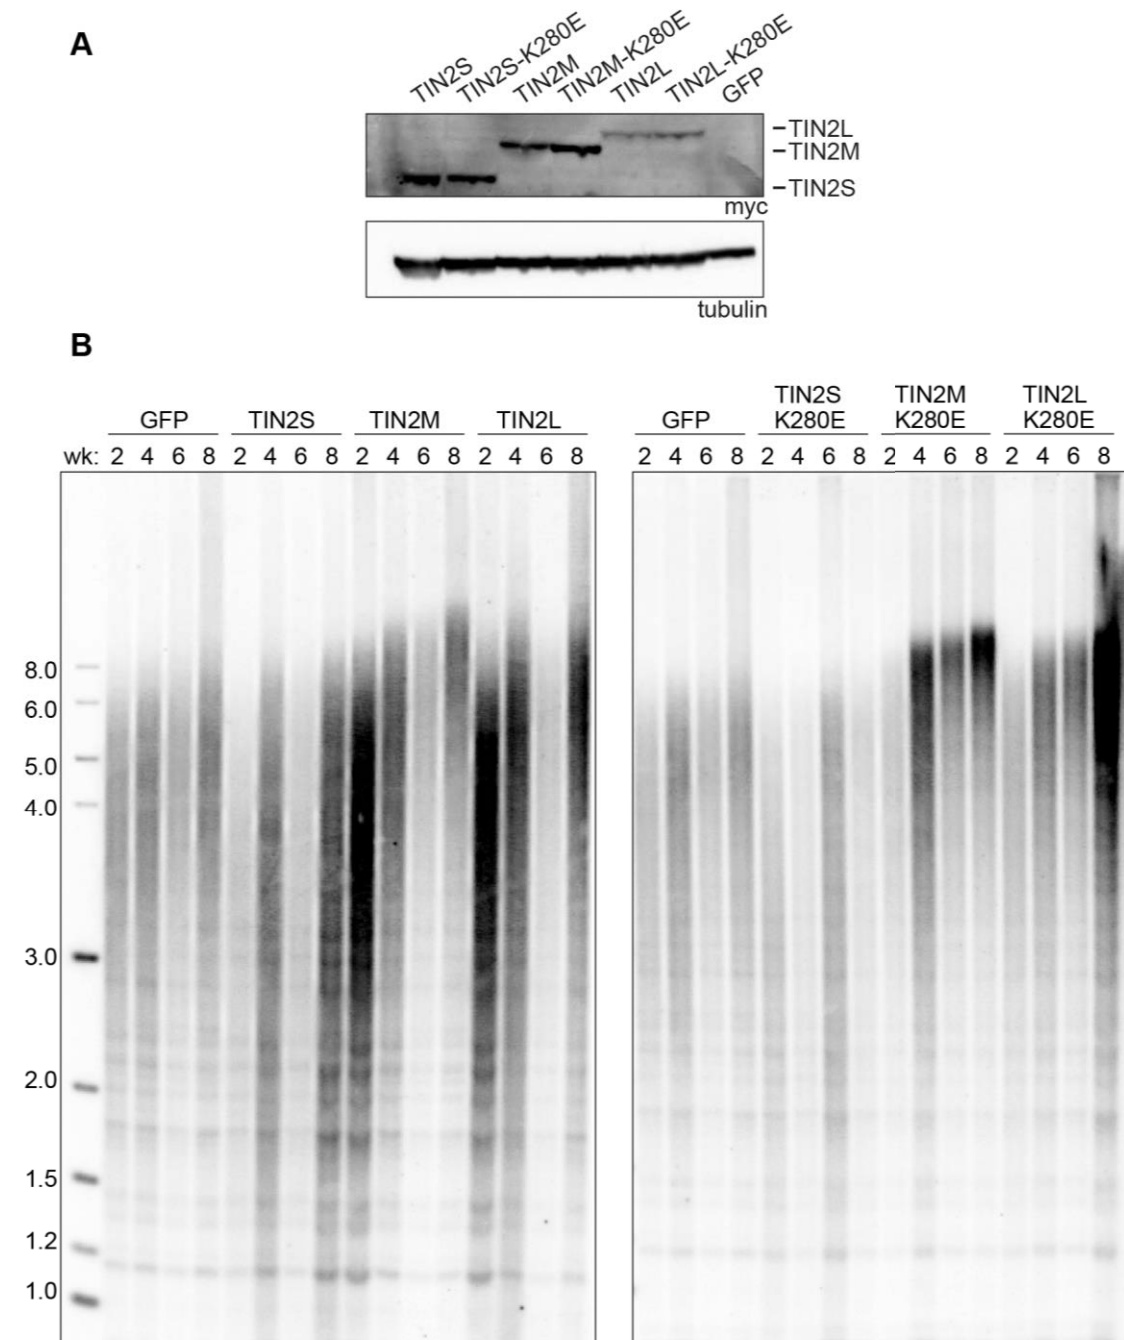 A
TIN2S TIN2S-K280E TIN2M TIN2M-K280E TIN2L TIN2L-K280E GFP
TIN2L
TIN2M
TIN2S
myc
tubulin
B
GFP TIN2S TIN2M TIN2L GFP TIN2S K280E TIN2M K280E TIN2L K280E
wk: 2 4 6 8 2 4 6 8 2 4 6 8 2 4 6 8 2 4 6 8 2 4 6 8 2 4 6 8 2 4 6 8
8.0
6.0
5.0
4.0
3.0
2.0
1.5
1.2
1.0